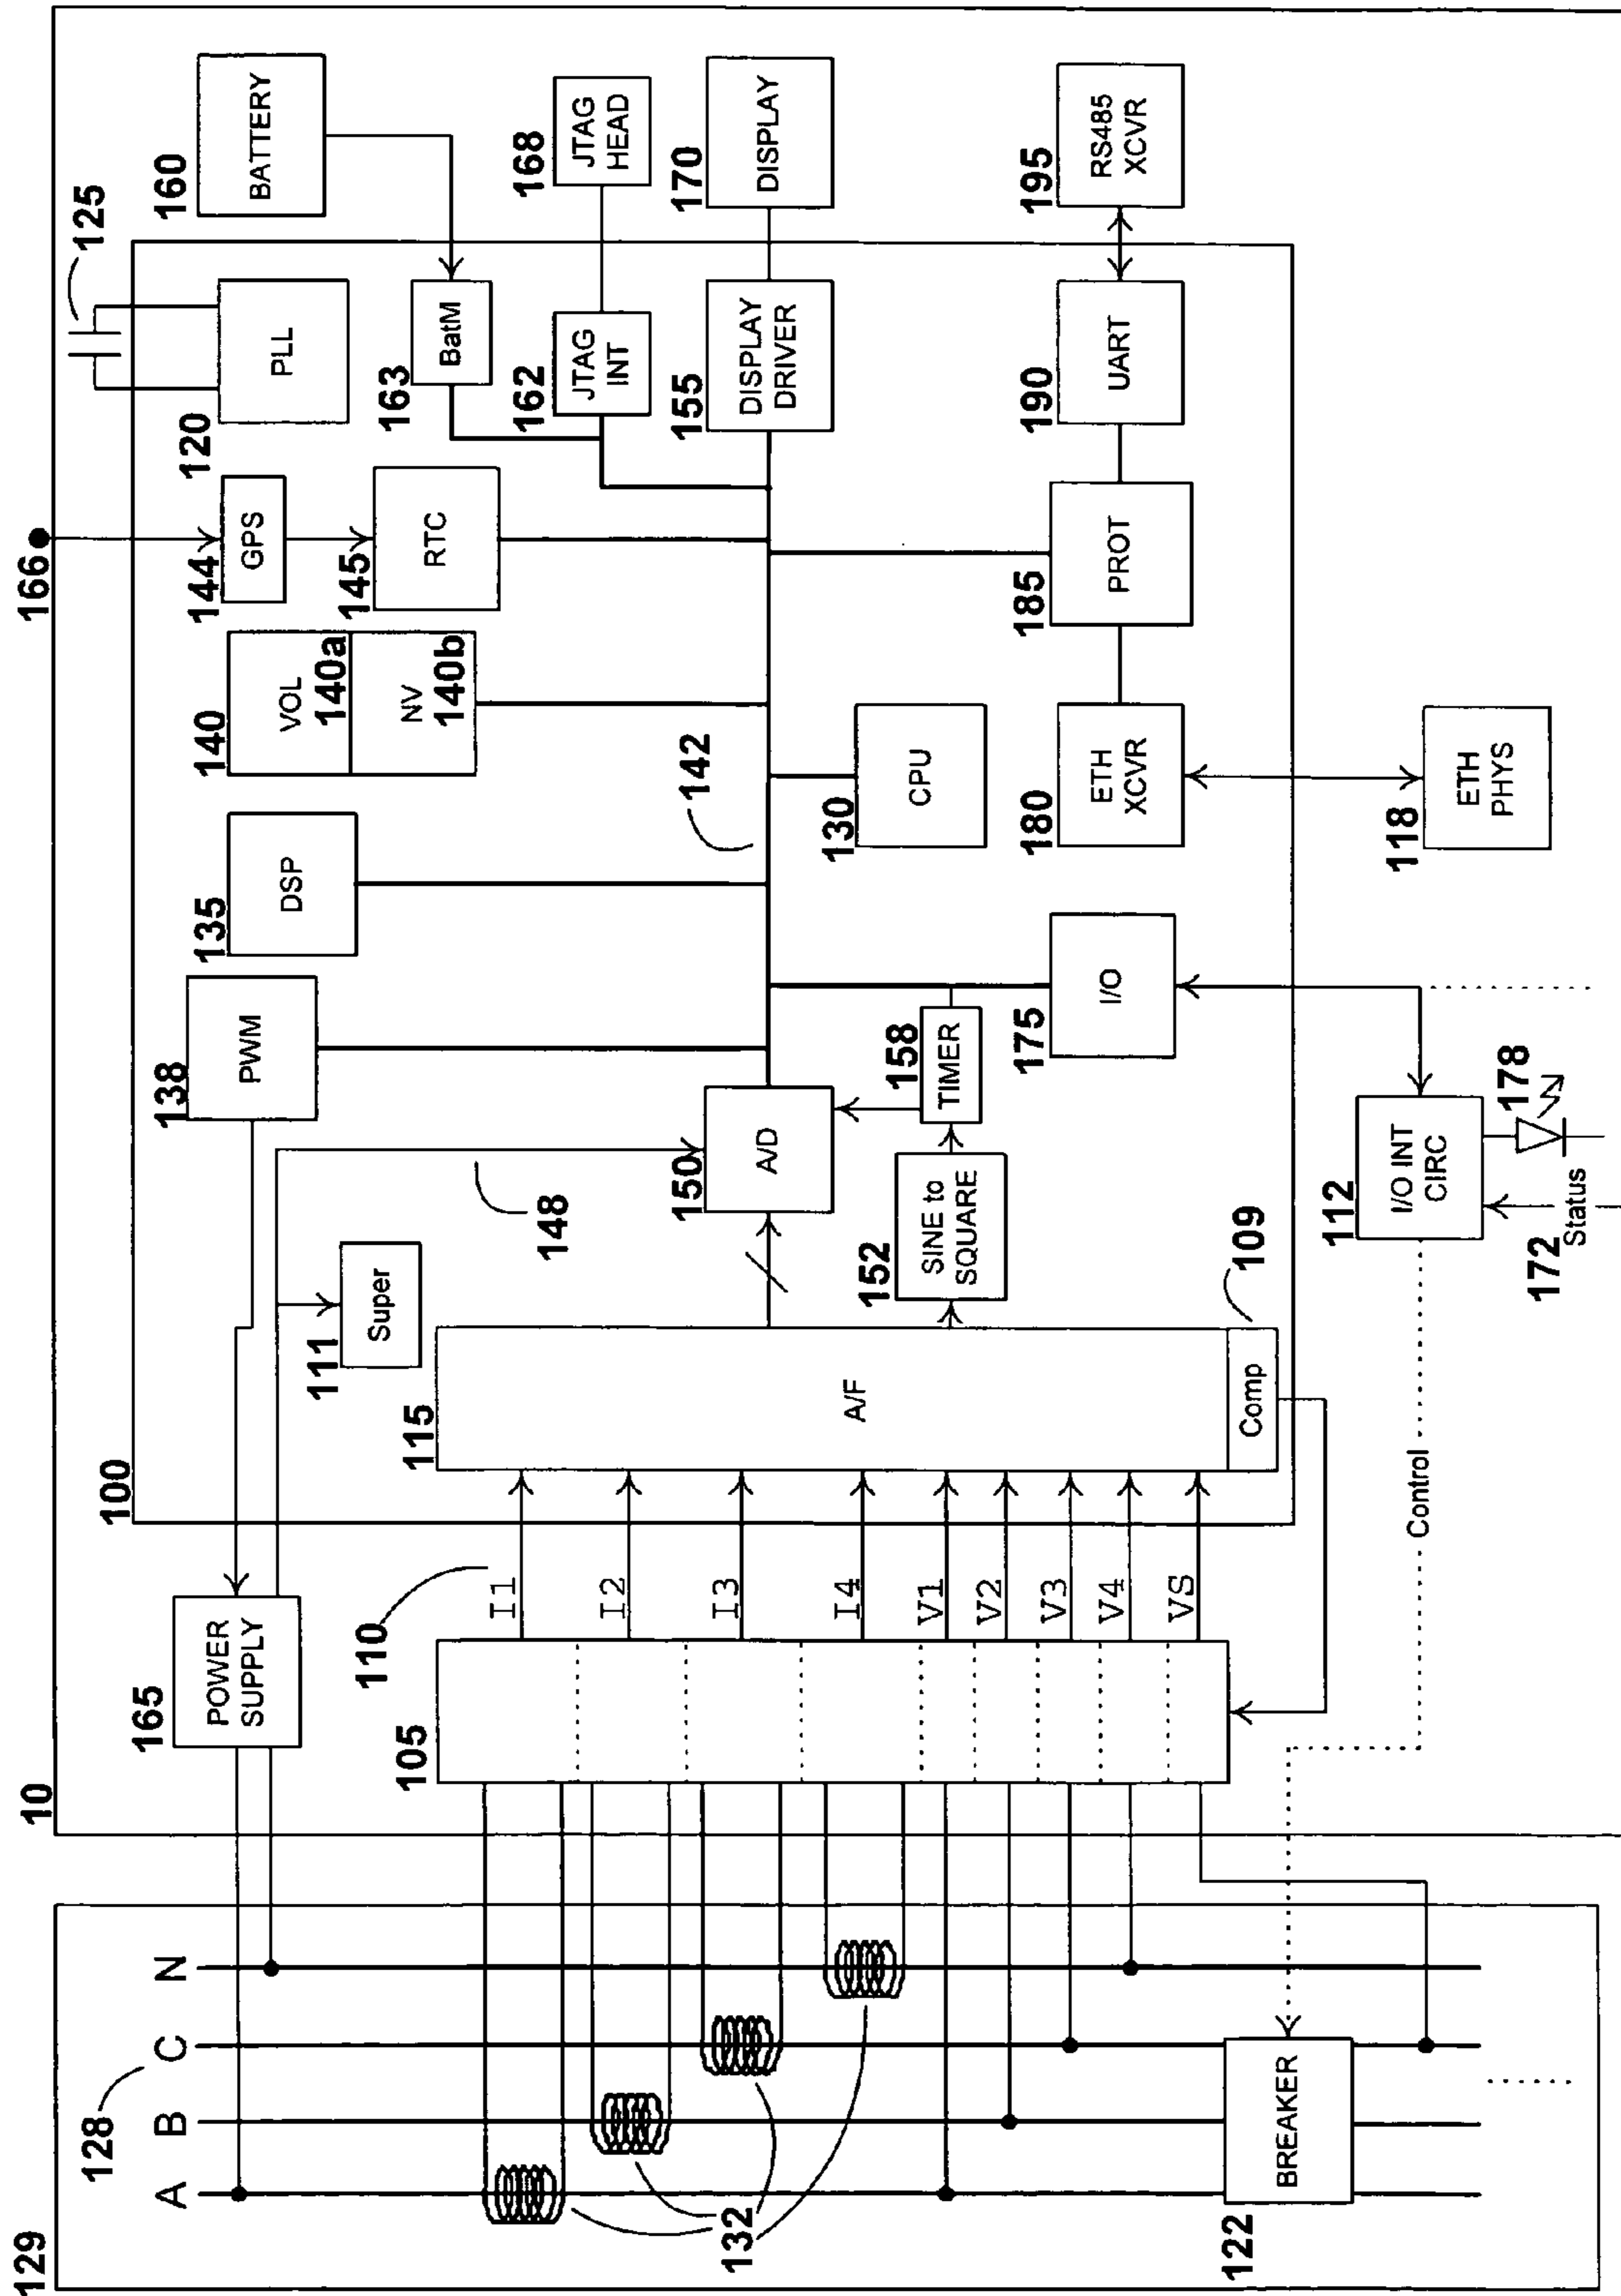 10
166
125
100
165
POWER
SUPPLY
138
PWM
135
DSP
140
VOL
140a
NV
140b
144
GPS
145
RTC
120
PLL
160
BATTERY
163
BatM
162
JTAG
INT
168
JTAG
HEAD
155
DISPLAY
DRIVER
170
DISPLAY
111
Super
148
142
150
A/D
158
TIMER
152
SINE to
SQUARE
115
A/F
Comp
109
110
I1
I2
I3
I4
V1
V2
V3
V4
VS
105
130
CPU
175
I/O
180
ETH
XCVR
185
PROT
190
UART
195
RS485
XCVR
118
ETH
PHYS
112
I/O INT
CIRC
178
172
Status
Control
129
128
A
B
C
N
132
122
BREAKER